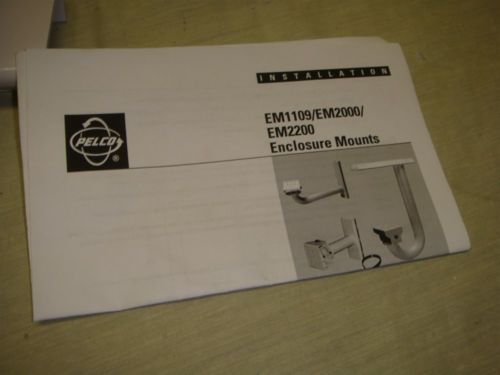 INSTALLATION
EM1109/EM2000/
EM2200
Enclosure Mounts
PELCO
®